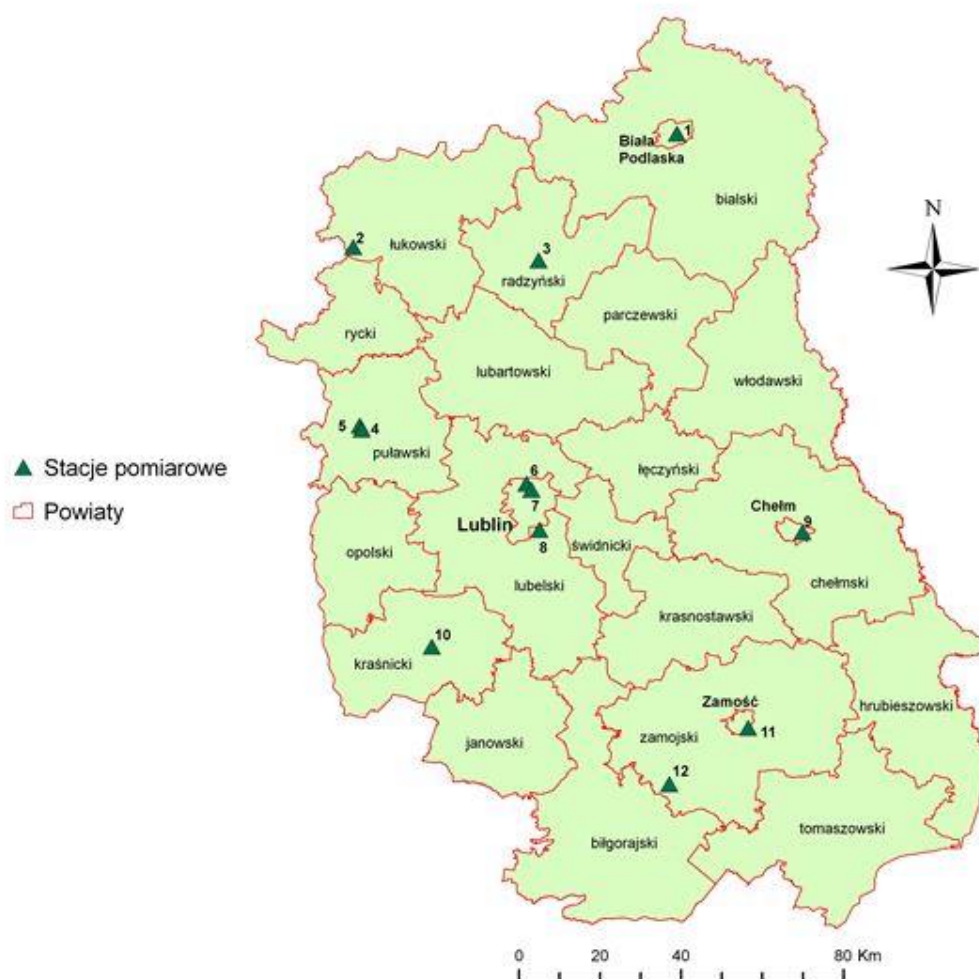 1
Biała
Podlaska
bialski
N
2
łukowski
3
radzyński
parczewski
rycki
lubartowski
włodawski
5 4
puławski
Stacje pomiarowe
Powiaty
6
łęczyński
7
Lublin
8
świdnicki
Chełm
9
opolski
lubelski
chełmski
krasnostawski
10
kraśnicki
Zamość
hrubieszowski
janowski
zamojski
11
12
tomaszowski
biłgorajski
0 20 40 80 Km